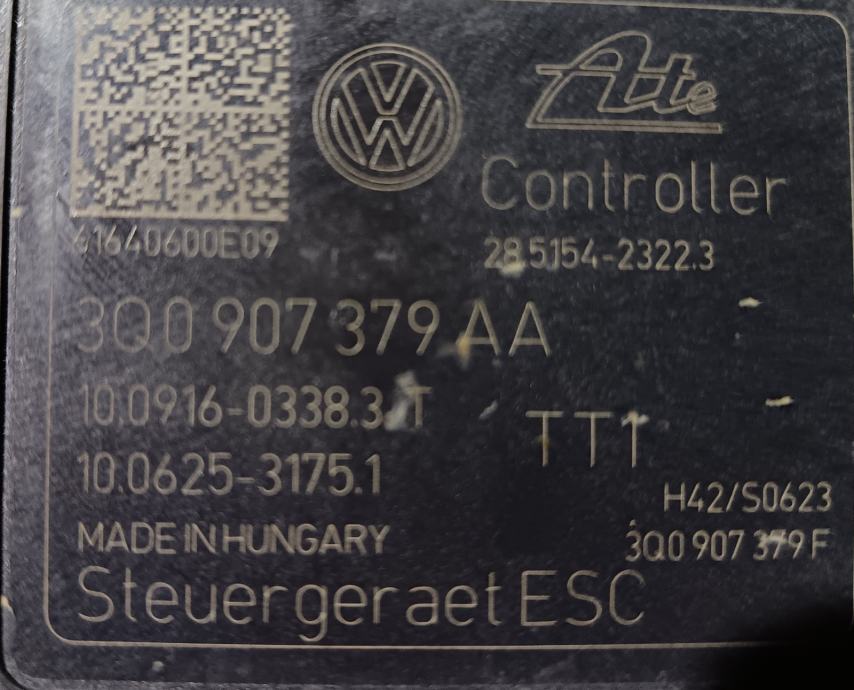 Ate
Controller
61640600E09
28.5154-2322.3
3Q0 907 379 AA
10.0916-0338.3 T
TT1
10.0625-3175.1
H42/S0623
MADE IN HUNGARY
3Q0 907 379 F
Steuergeraet ESC